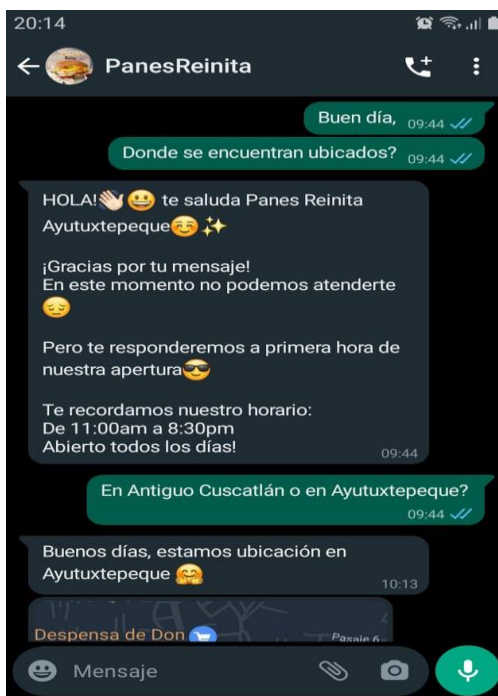 20:14
PanesReinita
Buen día, 09:44
Donde se encuentran ubicados? 09:44
HOLA!👋🏻😃 te saluda Panes Reinita
Ayutuxtepeque☺️✨
¡Gracias por tu mensaje!
En este momento no podemos atenderte
😔
Pero te responderemos a primera hora de
nuestra apertura😎
Te recordamos nuestro horario:
De 11:00am a 8:30pm
Abierto todos los días!
09:44
En Antiguo Cuscatlán o en Ayutuxtepeque?
09:44
Buenos días, estamos ubicación en
Ayutuxtepeque 🤗
10:13
Despensa de Don
Pasaje 6
Mensaje